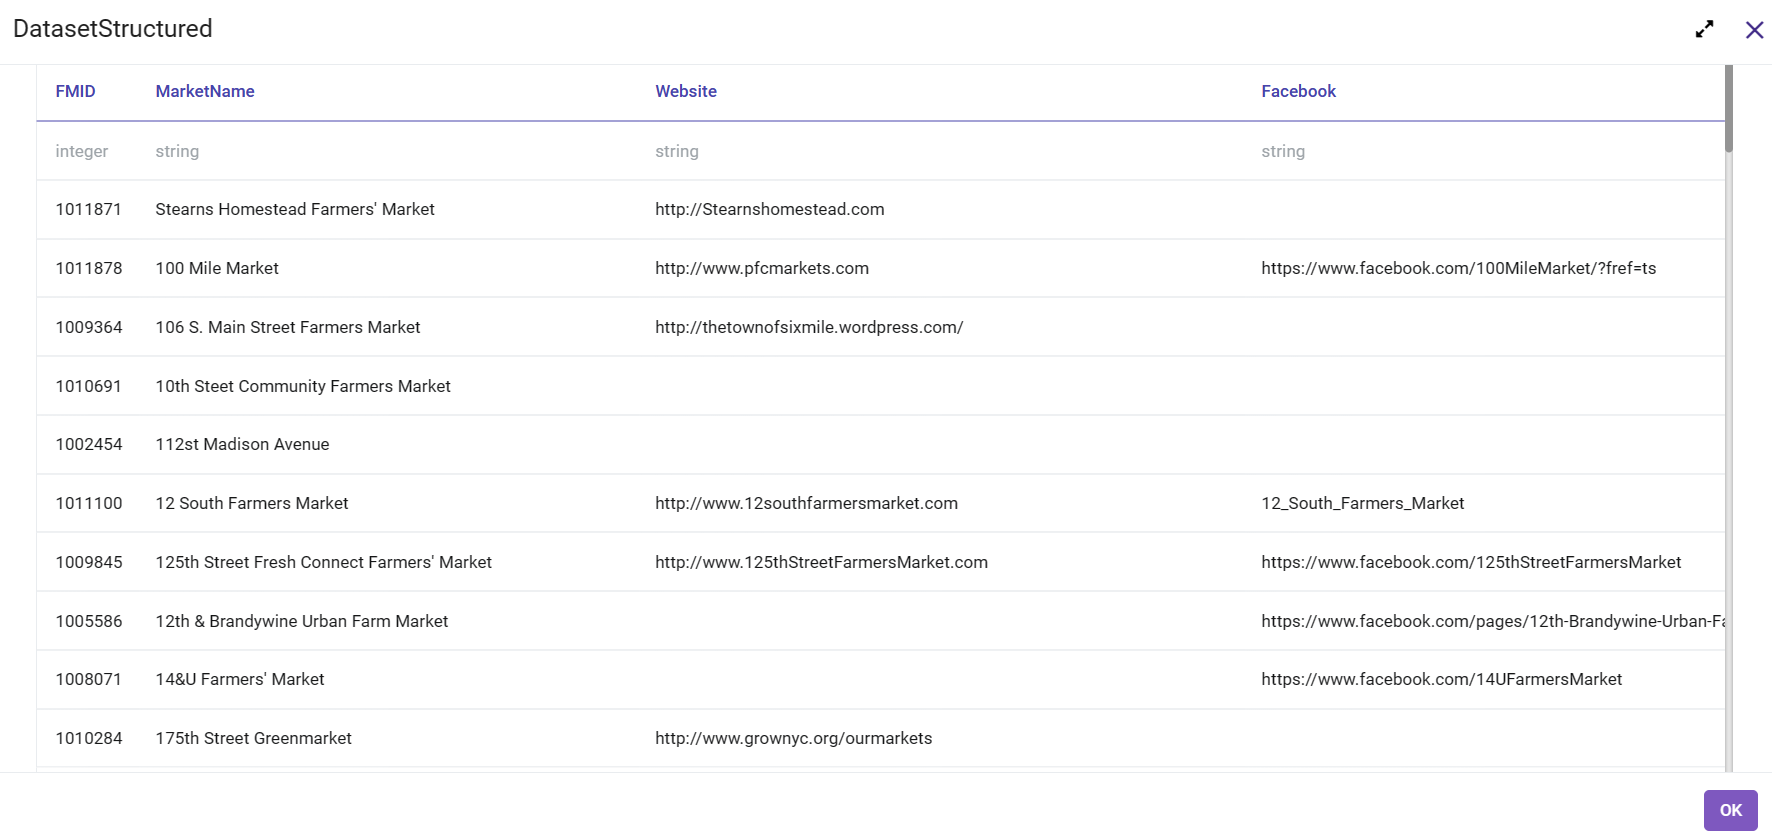 DatasetStructured
FMID MarketName Website Facebook
integer string string string
1011871 Stearns Homestead Farmers' Market http://Stearnshomestead.com
1011878 100 Mile Market http://www.pfcmarkets.com https://www.facebook.com/100MileMarket/?fref=ts
1009364 106 S. Main Street Farmers Market http://thetownofsixmile.wordpress.com/
1010691 10th Steet Community Farmers Market
1002454 112st Madison Avenue
1011100 12 South Farmers Market http://www.12southfarmersmarket.com 12_South_Farmers_Market
1009845 125th Street Fresh Connect Farmers' Market http://www.125thStreetFarmersMarket.com https://www.facebook.com/125thStreetFarmersMarket
1005586 12th & Brandywine Urban Farm Market https://www.facebook.com/pages/12th-Brandywine-Urban-Fa
1008071 14&U Farmers' Market https://www.facebook.com/14UFarmersMarket
1010284 175th Street Greenmarket http://www.grownyc.org/ourmarkets
OK